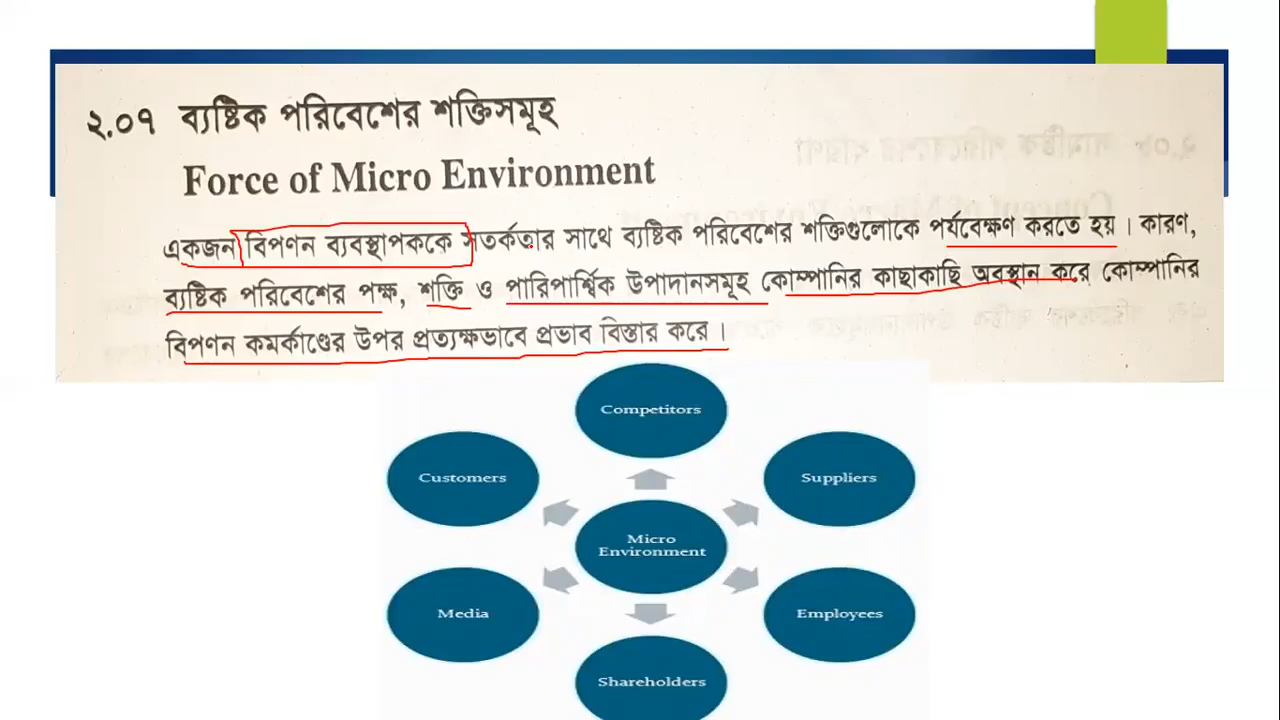 ২.০৭ ব্যষ্টিক পরিবেশের শক্তিসমূহ
Force of Micro Environment
একজন বিপণন ব্যবস্থাপককে সতর্কতার সাথে ব্যষ্টিক পরিবেশের শক্তিগুলোকে পর্যবেক্ষণ করতে হয়। কারণ,
ব্যষ্টিক পরিবেশের পক্ষ, শক্তি ও পারিপার্শ্বিক উপাদানসমূহ কোম্পানির কাছাকাছি অবস্থান করে কোম্পানির
বিপণন কমর্কাণ্ডের উপর প্রত্যক্ষভাবে প্রভাব বিস্তার করে।
Competitors
Customers
Suppliers
Micro
Environment
Media
Employees
Shareholders